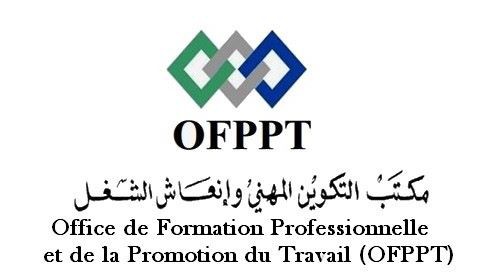 OFPPT
مكتب التكوين المهني وإنعاش الشغل
Office de Formation Professionnelle
et de la Promotion du Travail (OFPPT)